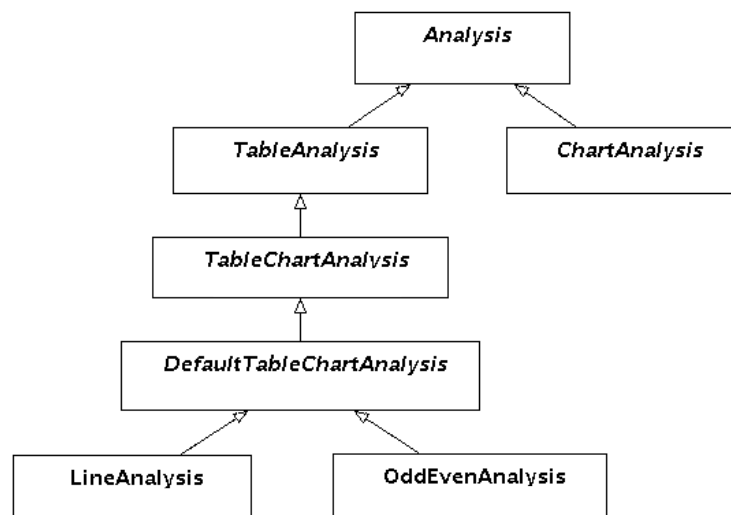 Analysis
TableAnalysis
ChartAnalysis
TableChartAnalysis
DefaultTableChartAnalysis
LineAnalysis
OddEvenAnalysis